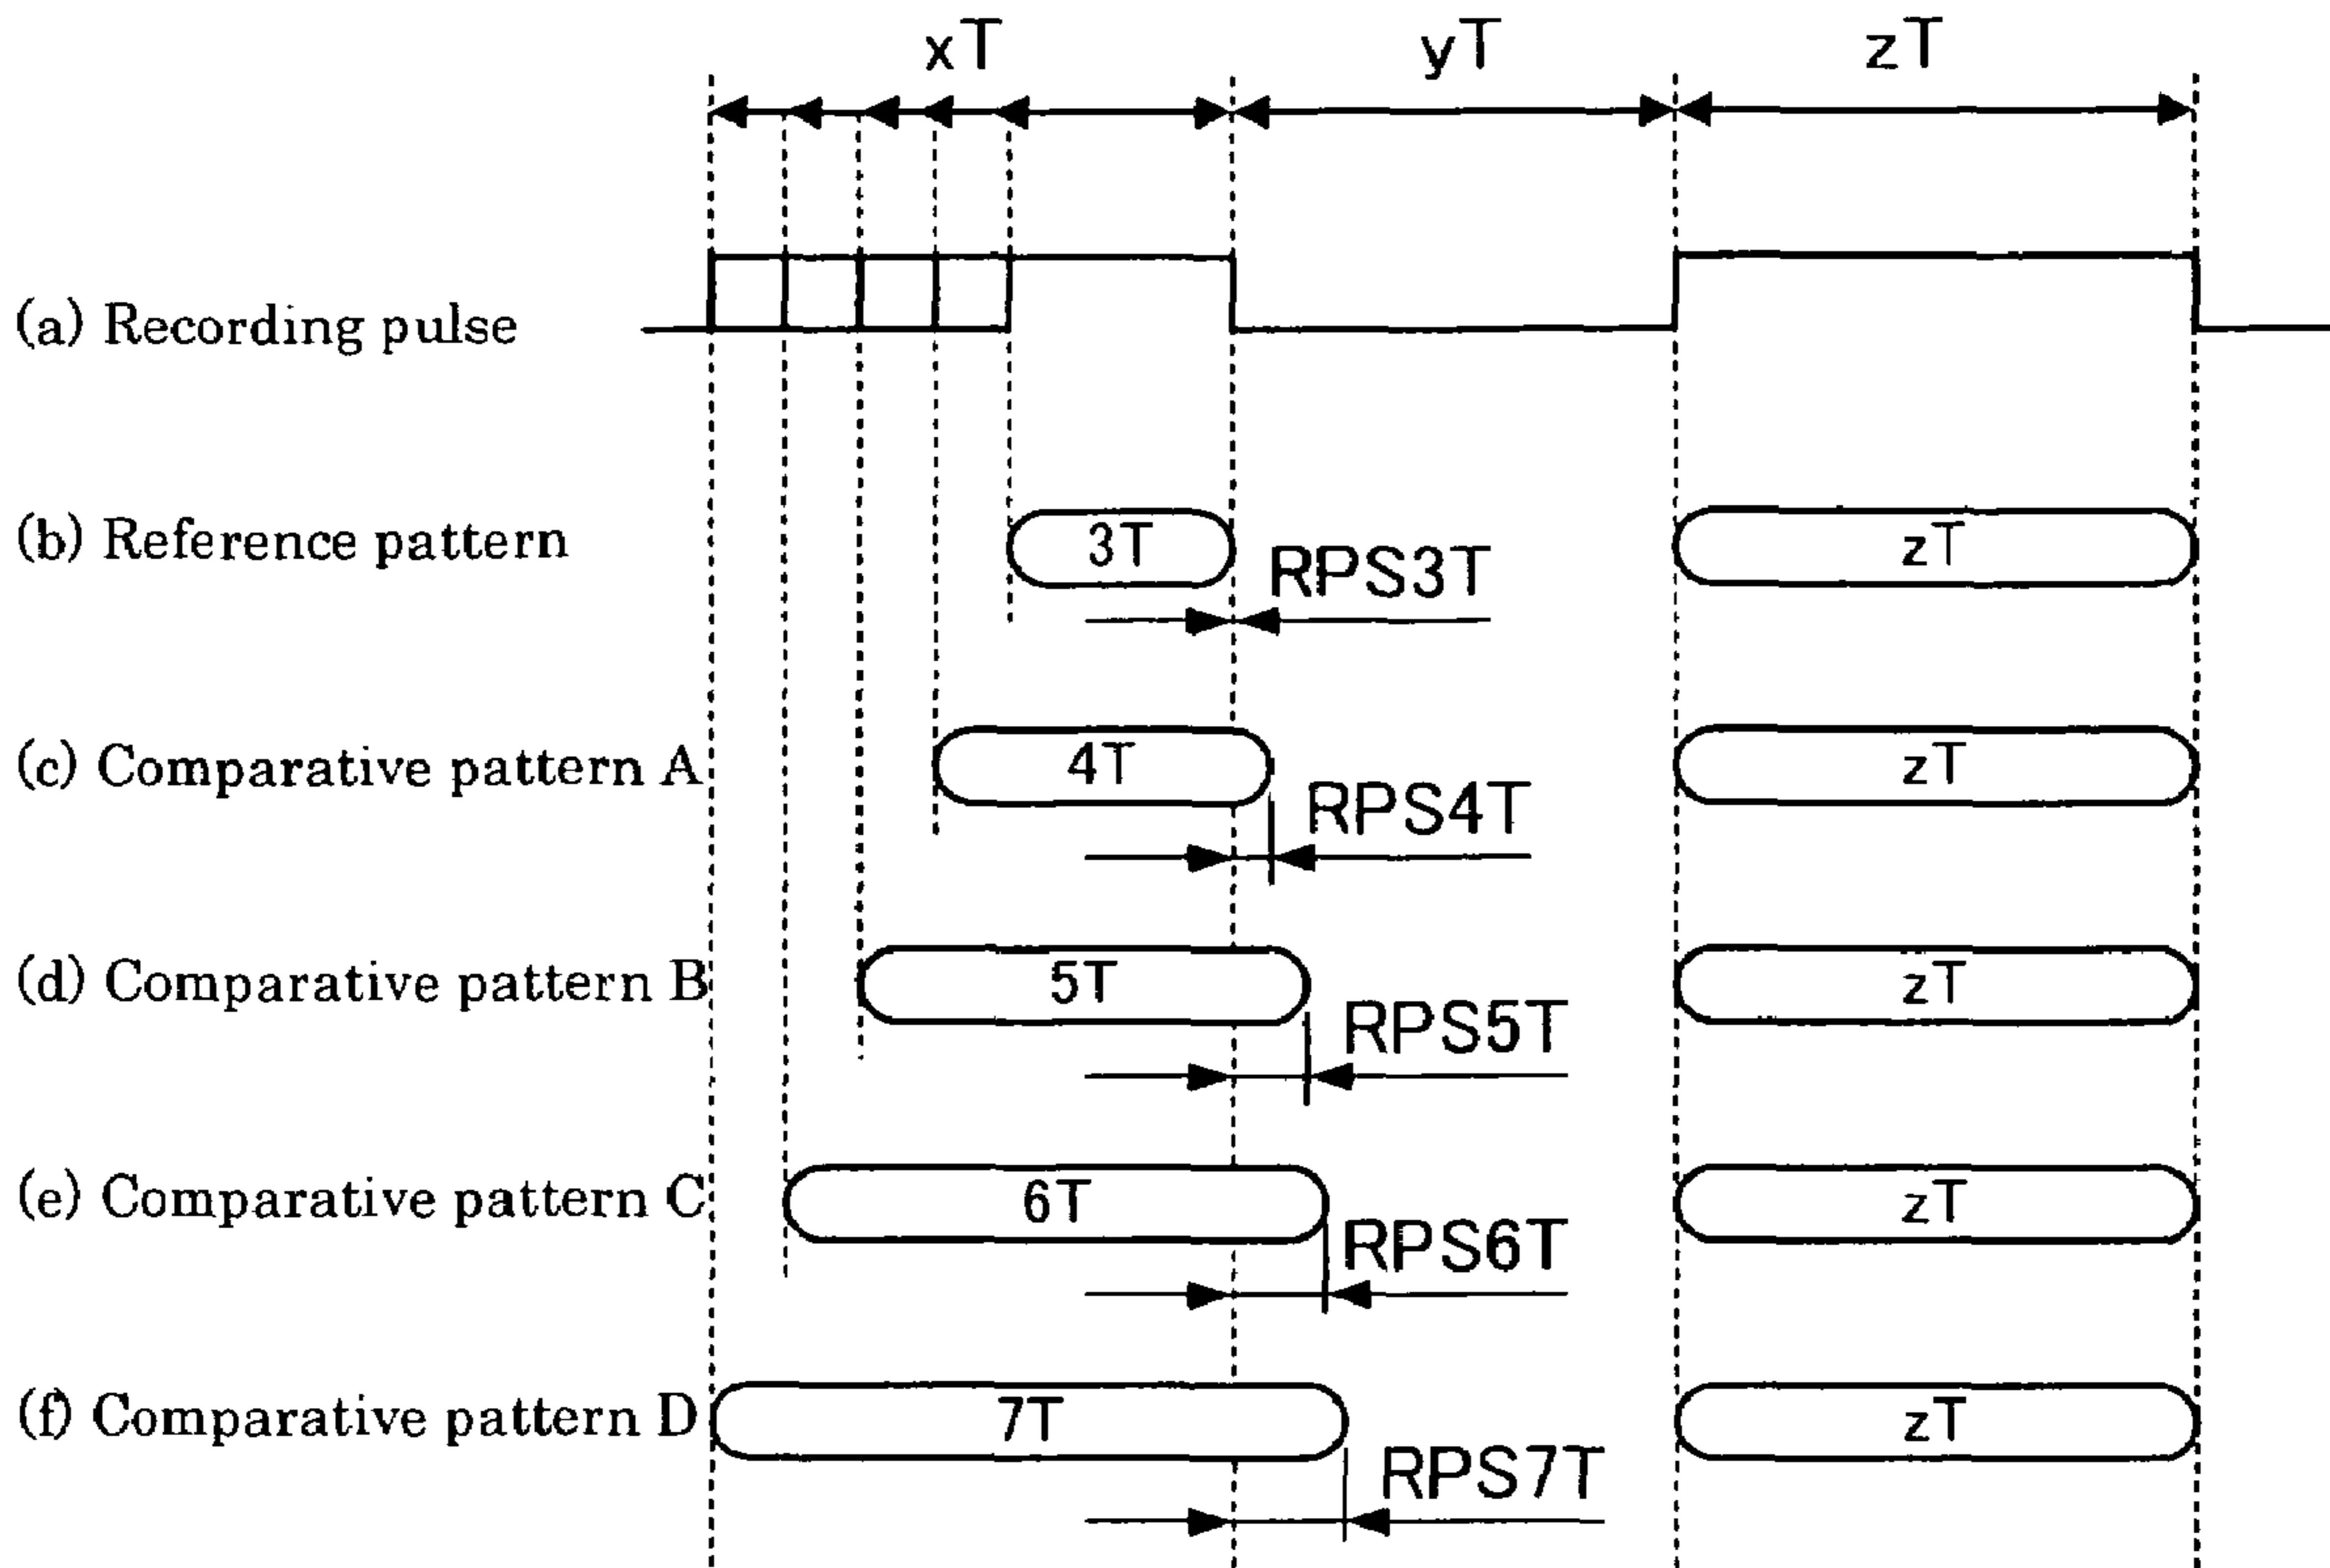 xT yT zT
(a) Recording pulse
(b) Reference pattern 3T zT
RPS3T
(c) Comparative pattern A 4T zT
RPS4T
(d) Comparative pattern B 5T zT
RPS5T
(e) Comparative pattern C 6T zT
RPS6T
(f) Comparative pattern D 7T zT
RPS7T